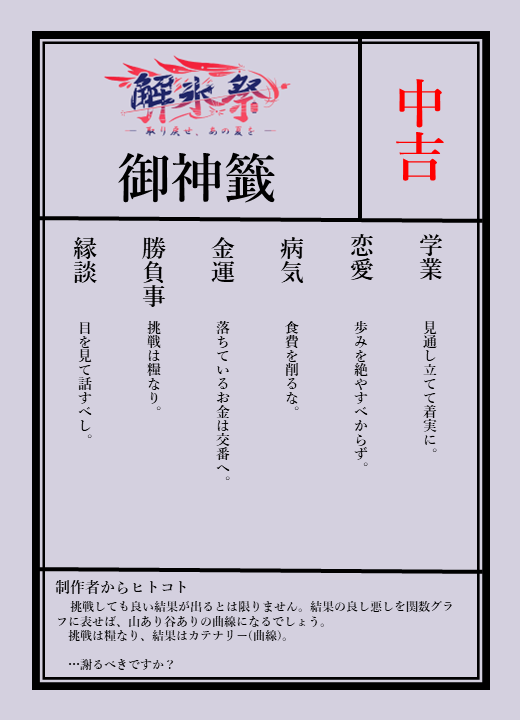 解氷祭
― 取り戻せ、あの夏を ―
御神籤
中吉
学業
見通し立てて着実に。
恋愛
歩みを絶やすべからず。
病気
食費を削るな。
金運
落ちているお金は交番へ。
勝負事
挑戦は糧なり。
縁談
目を見て話すべし。
制作者からヒトコト
挑戦しても良い結果が出るとは限りません。結果の良し悪しを関数グラ
フに表せば、山あり谷ありの曲線になるでしょう。
挑戦は糧なり、結果はカテナリー(曲線)。
…謝るべきですか？